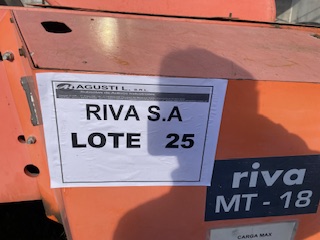 AGUSTI L. S.R.L.
RIVA S.A
LOTE 25
riva
MT - 18
CARGA MAX